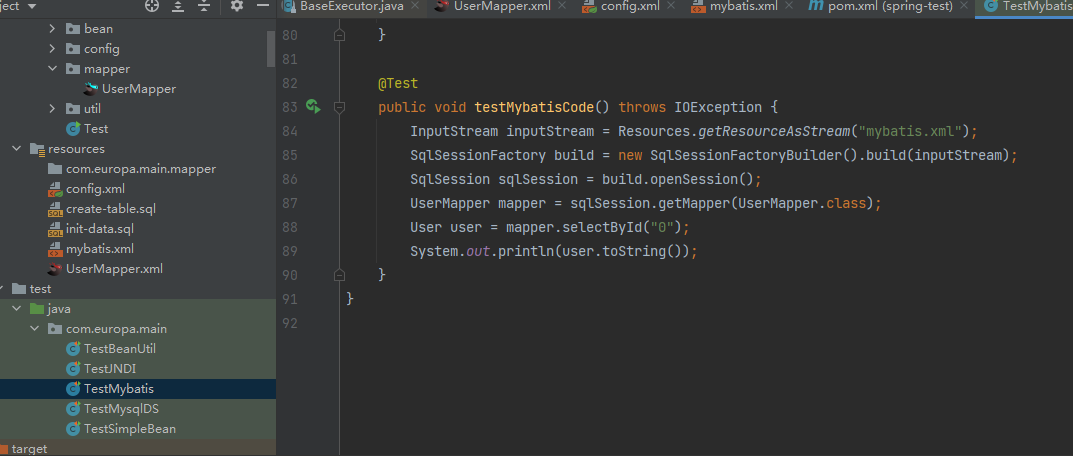 ject
BaseExecutor.java
UserMapper.xml
config.xml
mybatis.xml
pom.xml (spring-test)
TestMybatis
bean
config
mapper
UserMapper
util
Test
resources
com.europa.main.mapper
config.xml
create-table.sql
init-data.sql
mybatis.xml
UserMapper.xml
test
java
com.europa.main
TestBeanUtil
TestJNDI
TestMybatis
TestMysqlDS
TestSimpleBean
target
80 }
81
82 @Test
83 public void testMybatisCode() throws IOException {
84 InputStream inputStream = Resources.getResourceAsStream("mybatis.xml");
85 SqlSessionFactory build = new SqlSessionFactoryBuilder().build(inputStream);
86 SqlSession sqlSession = build.openSession();
87 UserMapper mapper = sqlSession.getMapper(UserMapper.class);
88 User user = mapper.selectById("0");
89 System.out.println(user.toString());
90 }
91 }
92